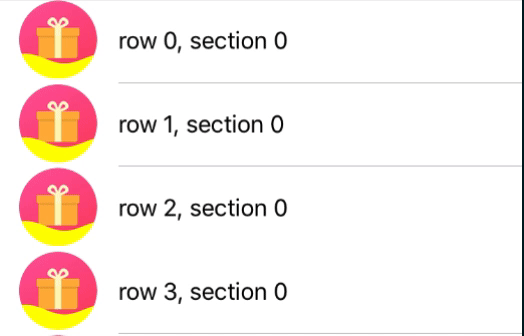 row 0, section 0
row 1, section 0
row 2, section 0
row 3, section 0